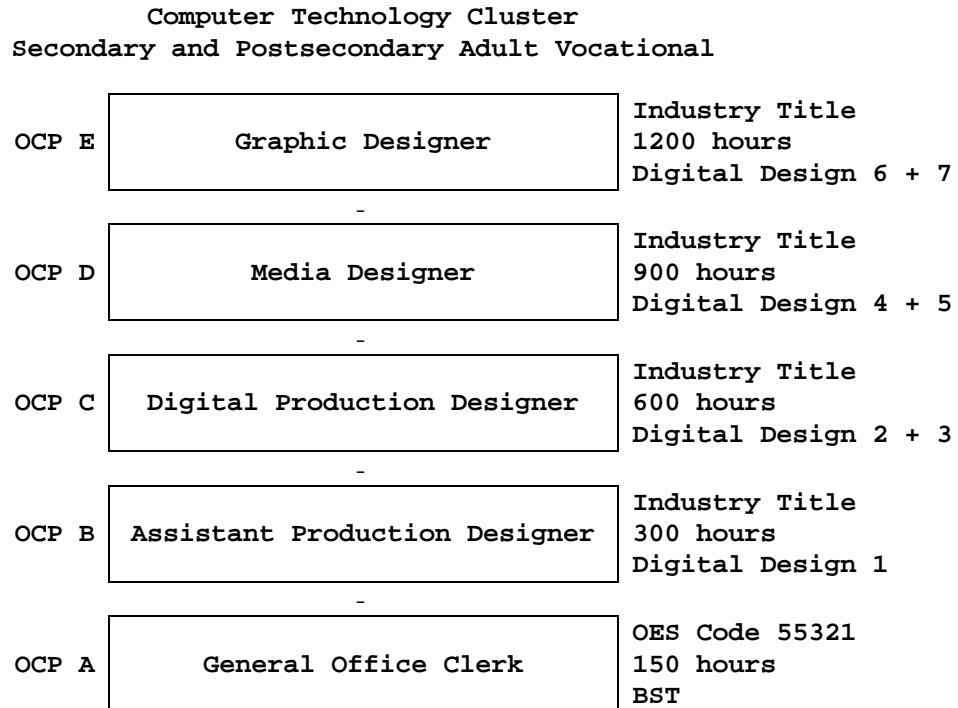 Computer Technology Cluster
Secondary and Postsecondary Adult Vocational
Industry Title
OCP E Graphic Designer 1200 hours
Digital Design 6 + 7
-
Industry Title
OCP D Media Designer 900 hours
Digital Design 4 + 5
-
Industry Title
OCP C Digital Production Designer 600 hours
Digital Design 2 + 3
-
Industry Title
OCP B Assistant Production Designer 300 hours
Digital Design 1
-
OES Code 55321
OCP A General Office Clerk 150 hours
BST